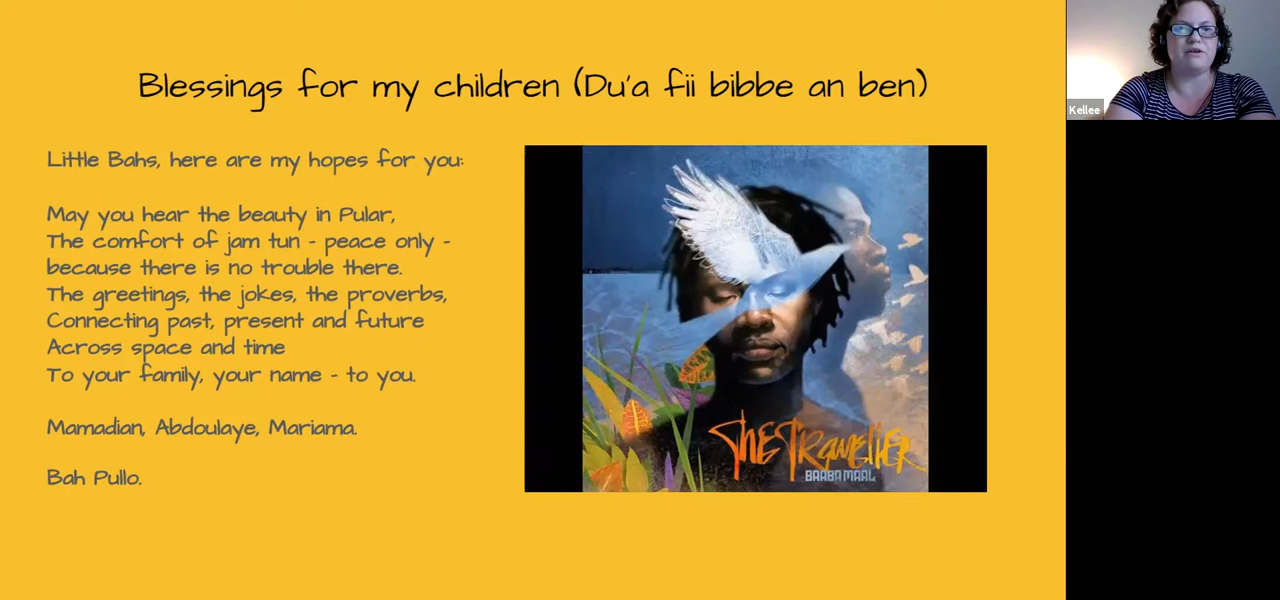 Blessings for my children (Du'a fii bibbe an ben)
Little Bahs, here are my hopes for you:
May you hear the beauty in Pular,
The comfort of jam tun - peace only -
because there is no trouble there.
The greetings, the jokes, the proverbs,
Connecting past, present and future
Across space and time
To your family, your name - to you.
Mamadian, Abdoulaye, Mariama.
Bah Pullo.
THE TRAVELLER
BAABA MAAL
Kellee